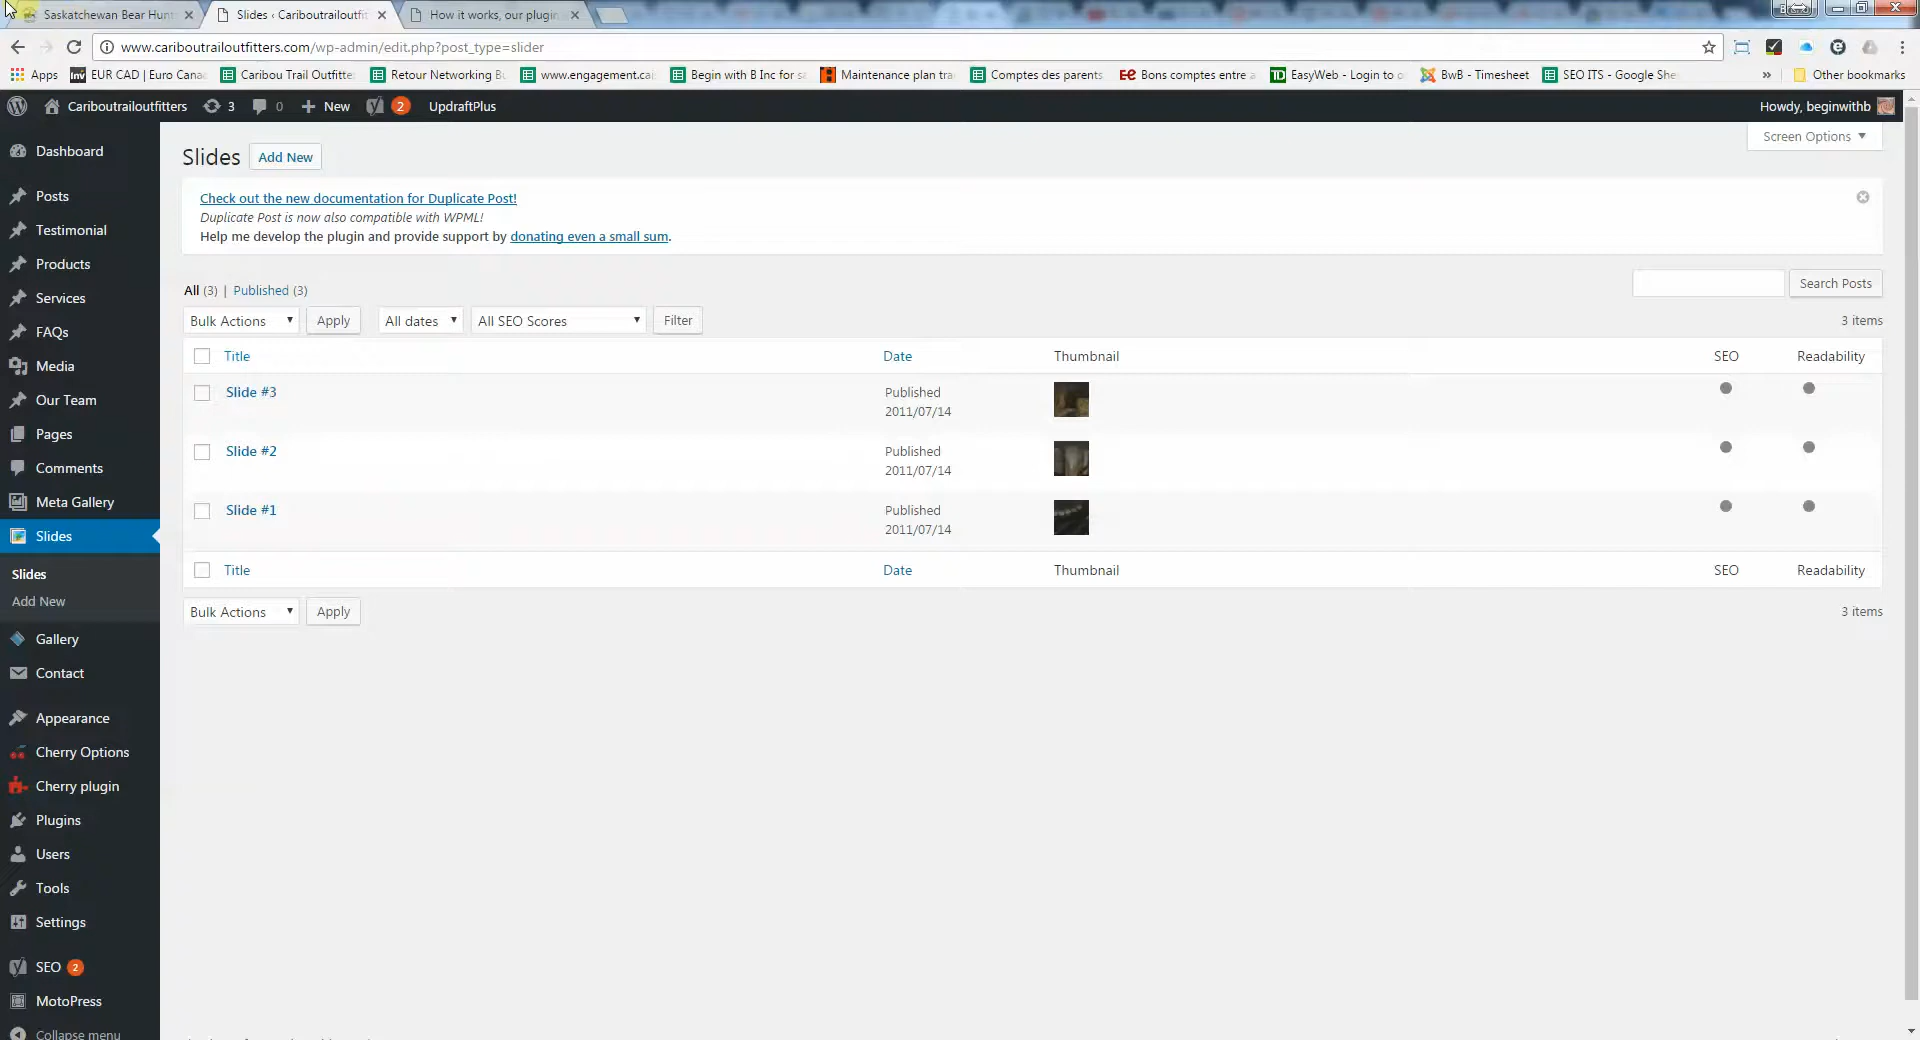 Saskatchewan Bear Hunt
Slides ‹ Cariboutrailoutfit
How it works, our plugin
www.cariboutrailoutfitters.com/wp-admin/edit.php?post_type=slider
Apps
EUR CAD | Euro Cana
Caribou Trail Outfitte
Retour Networking B
www.engagement.ca
Begin with B Inc for s
Maintenance plan tra
Comptes des parents
Bons comptes entre a
EasyWeb - Login to
BwB - Timesheet
SEO ITS - Google She
» Other bookmarks
Cariboutrailoutfitters 3 0 + New 2 UpdraftPlus
Howdy, beginwithb
Screen Options
Dashboard
Posts
Testimonial
Products
Services
FAQs
Media
Our Team
Pages
Comments
Meta Gallery
Slides
Slides
Add New
Gallery
Contact
Appearance
Cherry Options
Cherry plugin
Plugins
Users
Tools
Settings
SEO 2
MotoPress
Collapse menu
Slides Add New
Check out the new documentation for Duplicate Post!
Duplicate Post is now also compatible with WPML!
Help me develop the plugin and provide support by donating even a small sum.
All (3) | Published (3)
Search Posts
Bulk Actions Apply All dates All SEO Scores Filter
3 items
Title Date Thumbnail SEO Readability
Slide #3 Published
2011/07/14
Slide #2 Published
2011/07/14
Slide #1 Published
2011/07/14
Title Date Thumbnail SEO Readability
Bulk Actions Apply
3 items